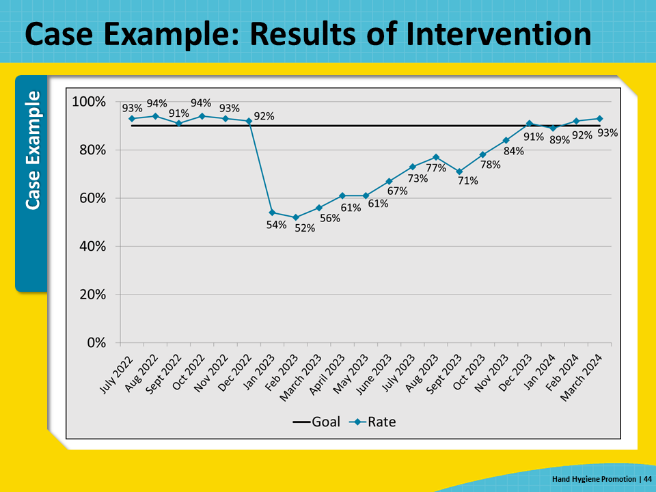 Case Example: Results of Intervention
Case Example
100%
80%
60%
40%
20%
0%
93%
94%
91%
94%
93%
92%
54%
52%
56%
61%
61%
67%
73%
77%
71%
78%
84%
91%
89%
92%
93%
July 2022
Aug 2022
Sept 2022
Oct 2022
Nov 2022
Dec 2022
Jan 2023
Feb 2023
March 2023
April 2023
May 2023
June 2023
July 2023
Aug 2023
Sept 2023
Oct 2023
Nov 2023
Dec 2023
Jan 2024
Feb 2024
March 2024
Goal
Rate
Hand Hygiene Promotion | 44